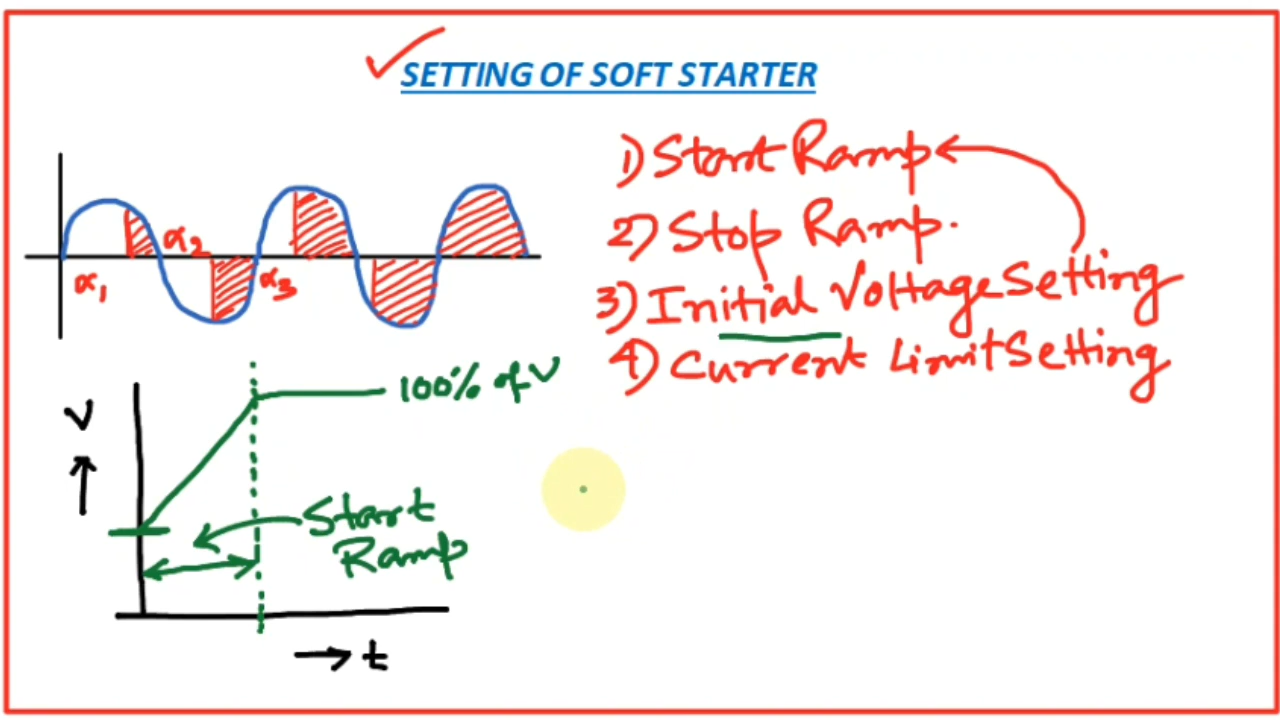 SETTING OF SOFT STARTER
1) Start Ramp
2) Stop Ramp.
3) Initial Voltage Setting
4) Current Limit Setting
α1
α2
α3
V
100% of V
Start
Ramp
t